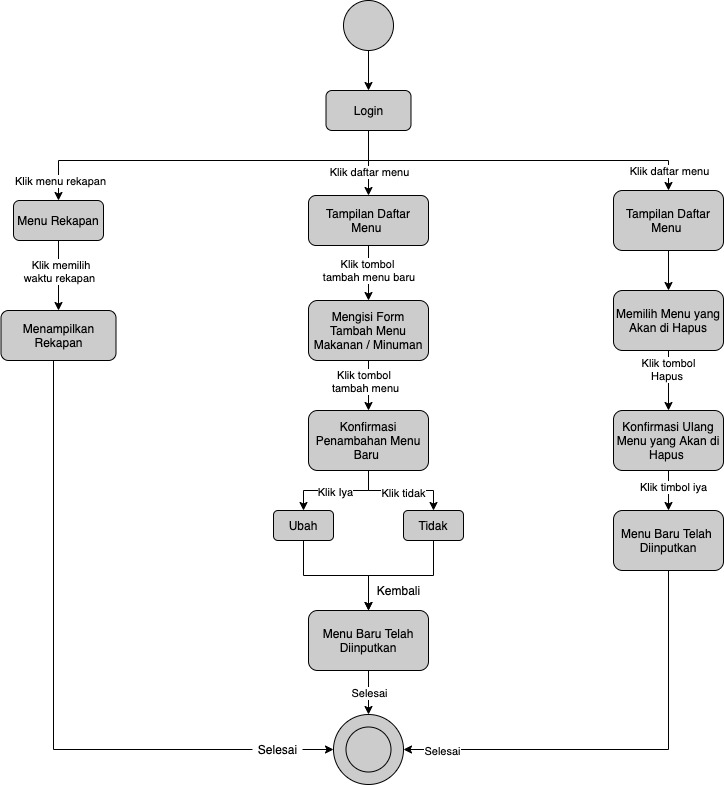 Login
Klik menu rekapan
Klik daftar menu
Klik daftar menu
Menu Rekapan
Tampilan Daftar
Menu
Tampilan Daftar
Menu
Klik memilih
waktu rekapan
Klik tombol
tambah menu baru
Menampilkan
Rekapan
Mengisi Form
Tambah Menu
Makanan / Minuman
Memilih Menu yang
Akan di Hapus
Klik tombol
tambah menu
Klik tombol
Hapus
Konfirmasi
Penambahan Menu
Baru
Konfirmasi Ulang
Menu yang Akan di
Hapus
Klik Iya
Klik tidak
Klik timbol iya
Ubah
Tidak
Menu Baru Telah
Diinputkan
Kembali
Menu Baru Telah
Diinputkan
Selesai
Selesai
Selesai